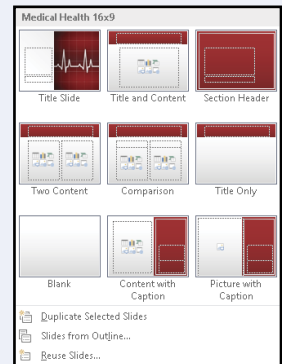 Medical Health 16x9
Title Slide
Title and Content
Section Header
Two Content
Comparison
Title Only
Blank
Content with
Caption
Picture with
Caption
Duplicate Selected Slides
Slides from Outline...
Reuse Slides...